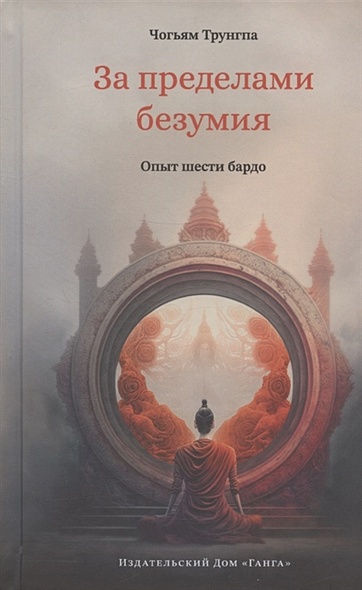 Чогьям Трунгпа
За пределами
безумия
Опыт шести бардо
Издательский Дом «Ганга»